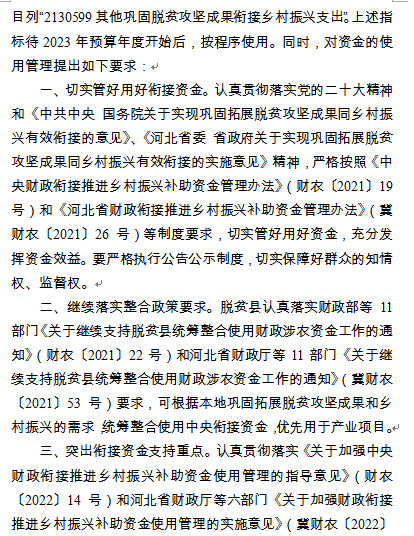 目列“2130599 其他巩固脱贫攻坚成果衔接乡村振兴支出”。上述指
标待 2023 年预算年度开始后，按程序使用。同时，对资金的使
用管理提出如下要求：
一、切实管好用好衔接资金。认真贯彻落实党的二十大精神
和《中共中央 国务院关于实现巩固拓展脱贫攻坚成果同乡村振
兴有效衔接的意见》、《河北省委 省政府关于实现巩固拓展脱贫
攻坚成果同乡村振兴有效衔接的实施意见》精神，严格按照《中
央财政衔接推进乡村振兴补助资金管理办法》（财农〔2021〕19
号）和《河北省财政衔接推进乡村振兴补助资金管理办法》（冀
财农〔2021〕26 号）等制度要求，切实管好用好资金，充分发
挥资金效益。要严格执行公告公示制度，切实保障好群众的知情
权、监督权。
二、继续落实整合政策要求。脱贫县认真落实财政部等 11
部门《关于继续支持脱贫县统筹整合使用财政涉农资金工作的通
知》（财农〔2021〕22 号）和河北省财政厅等 11 部门《关于继
续支持脱贫县统筹整合使用财政涉农资金工作的通知》（冀财农
〔2021〕53 号）要求，可根据本地巩固拓展脱贫攻坚成果和乡
村振兴的需求，统筹整合使用中央衔接资金，优先用于产业项目。
三、突出衔接资金支持重点。认真贯彻落实《关于加强中央
财政衔接推进乡村振兴补助资金使用管理的指导意见》（财农
〔2022〕14 号）和河北省财政厅等六部门《关于加强财政衔接
推进乡村振兴补助资金使用管理的实施意见》（冀财农〔2022〕